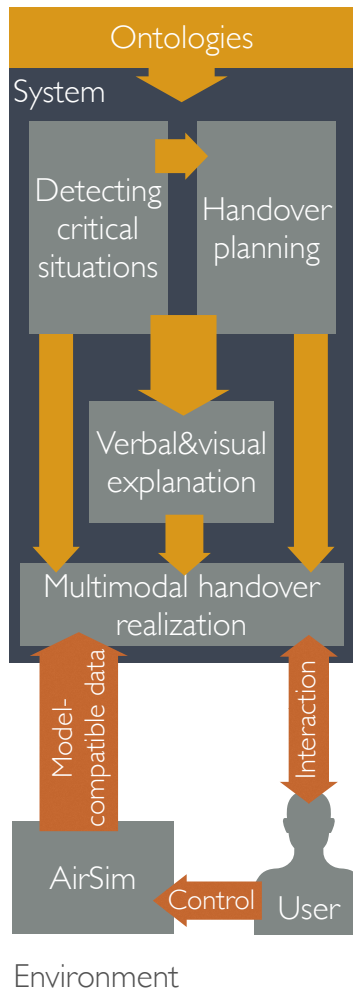 Ontologies
System
Detecting
critical
situations
Handover
planning
Verbal&visual
explanation
Multimodal handover
realization
Model-
compatible data
Interaction
AirSim
Control
User
Environment